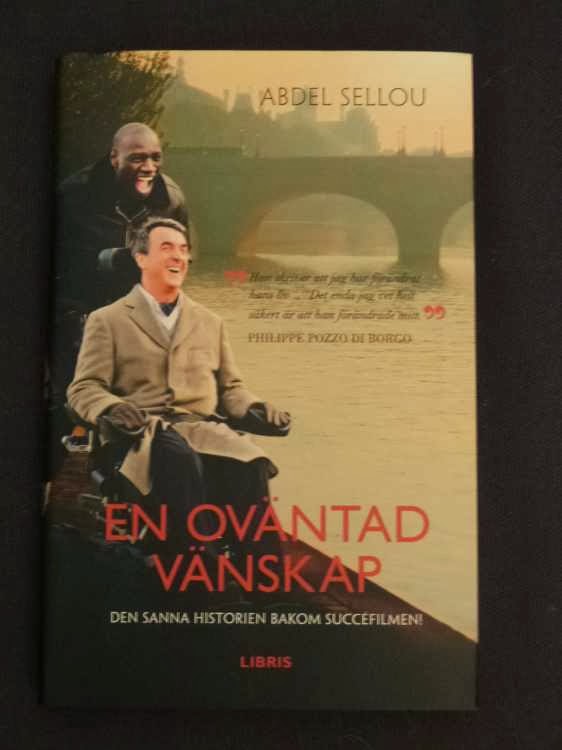 ABDEL SELLOU
" Han skriver att jag har förändrat
hans liv ... Det enda jag vet helt
säkert är att han förändrade mitt. "
PHILIPPE POZZO DI BORGO
EN OVÄNTAD
VÄNSKAP
DEN SANNA HISTORIEN BAKOM SUCCÉFILMEN!
LIBRIS